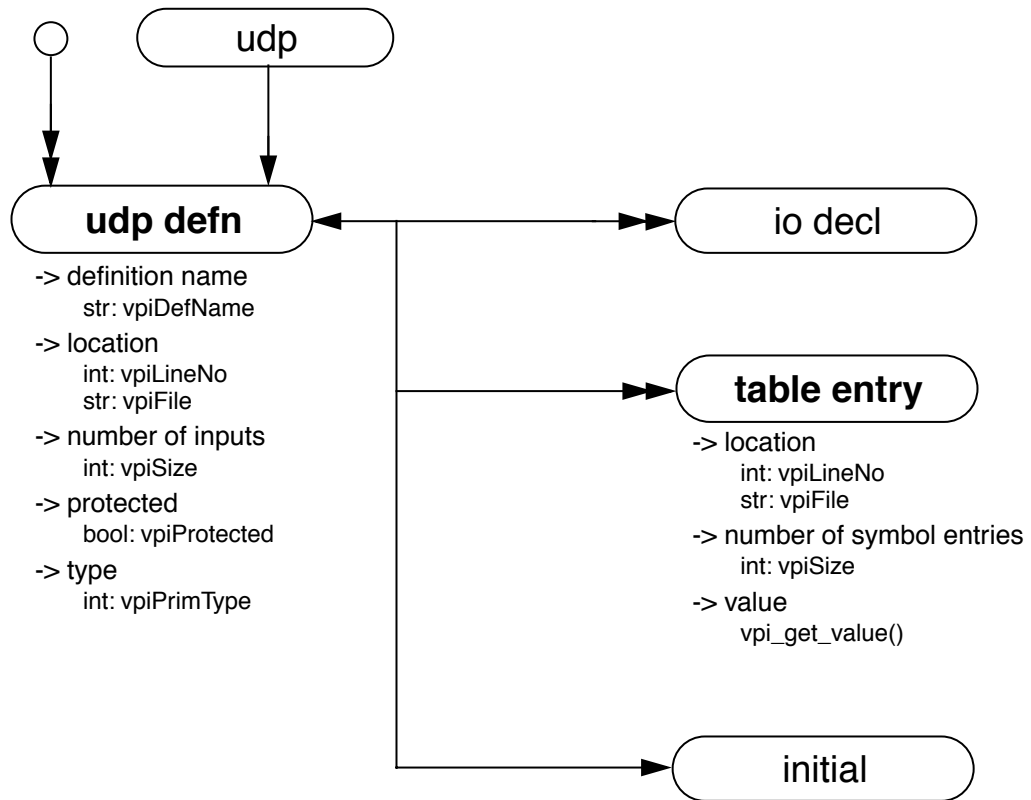 udp
udp defn
-> definition name
str: vpiDefName
-> location
int: vpiLineNo
str: vpiFile
-> number of inputs
int: vpiSize
-> protected
bool: vpiProtected
-> type
int: vpiPrimType
io decl
table entry
-> location
int: vpiLineNo
str: vpiFile
-> number of symbol entries
int: vpiSize
-> value
vpi_get_value()
initial